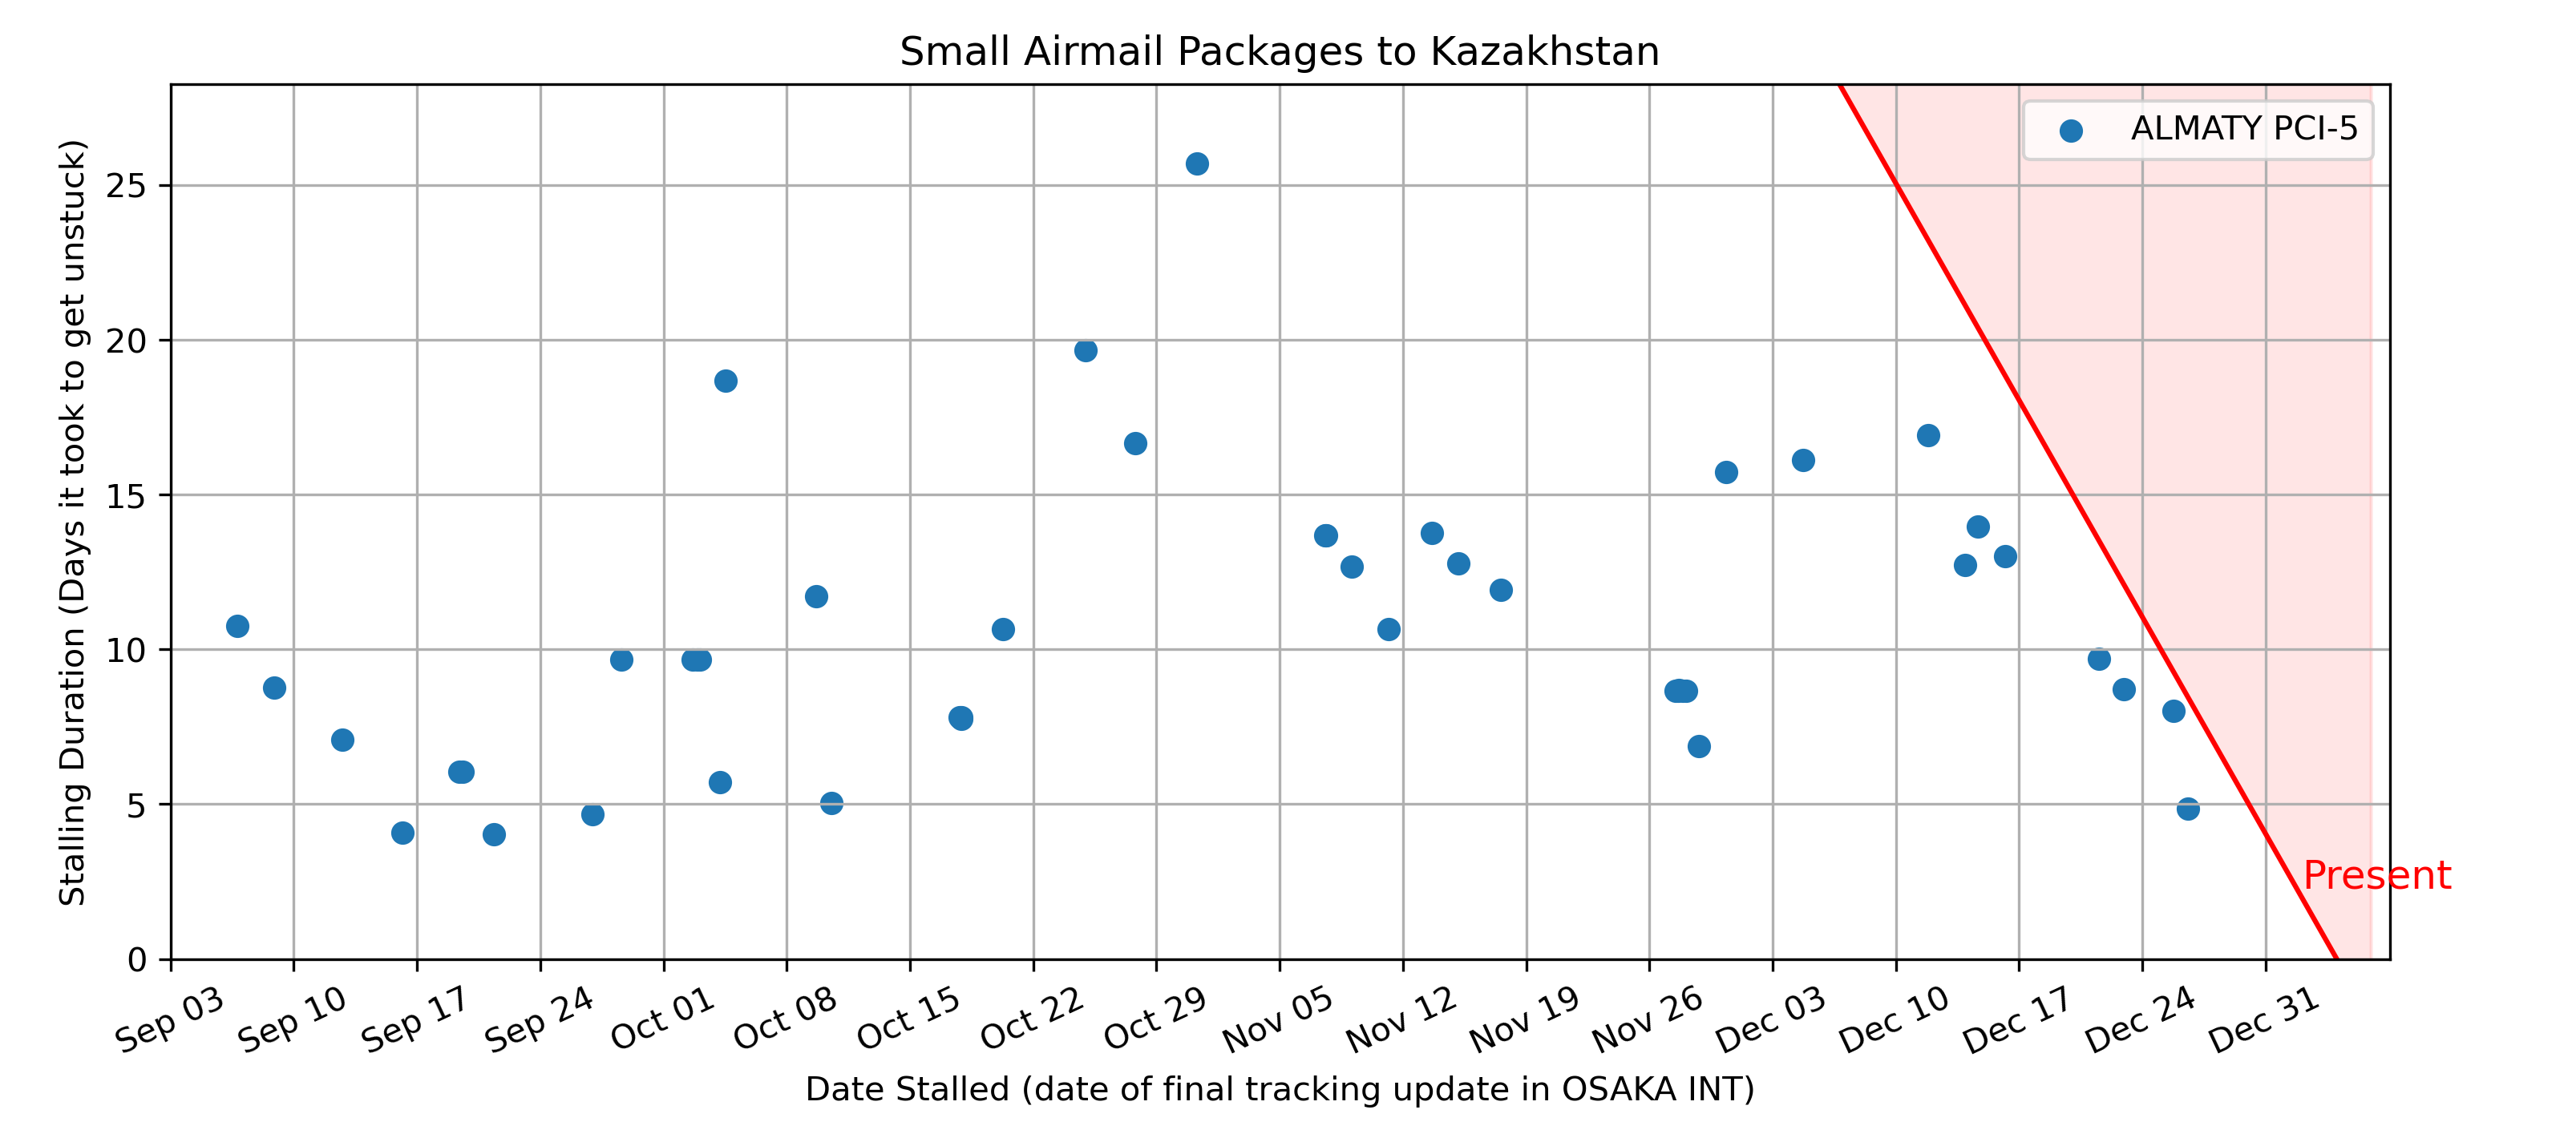 Small Airmail Packages to Kazakhstan
ALMATY PCI-5
Stalling Duration (Days it took to get unstuck)
25
20
15
10
5
0
Present
Sep 03
Sep 10
Sep 17
Sep 24
Oct 01
Oct 08
Oct 15
Oct 22
Oct 29
Nov 05
Nov 12
Nov 19
Nov 26
Dec 03
Dec 10
Dec 17
Dec 24
Dec 31
Date Stalled (date of final tracking update in OSAKA INT)